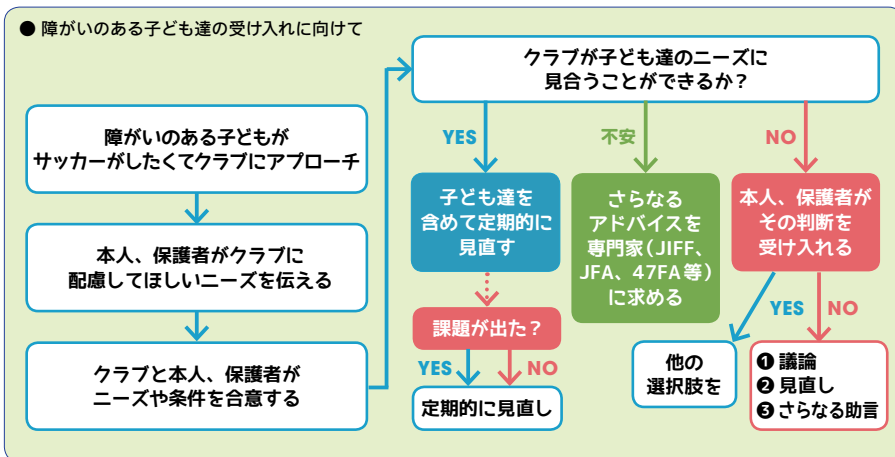 ● 障がいのある子ども達の受け入れに向けて
障がいのある子どもが
サッカーがしたくてクラブにアプローチ
本人、保護者がクラブに
配慮してほしいニーズを伝える
クラブと本人、保護者が
ニーズや条件を合意する
クラブが子ども達のニーズに
見合うことができるか？
YES
不安
NO
子ども達を
含めて定期的に
見直す
さらなる
アドバイスを
専門家（JIFF、
JFA、47FA等）
に求める
本人、保護者が
その判断を
受け入れる
課題が出た？
YES
NO
YES
NO
定期的に見直し
他の
選択肢を
❶ 議論
❷ 見直し
❸ さらなる助言